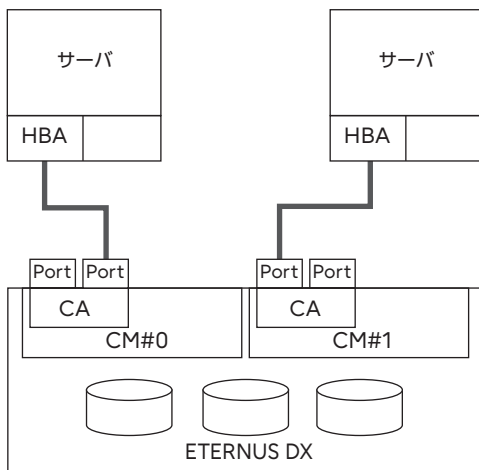 サーバ
サーバ
HBA
HBA
Port
Port
Port
Port
CA
CA
CM#0
CM#1
ETERNUS DX